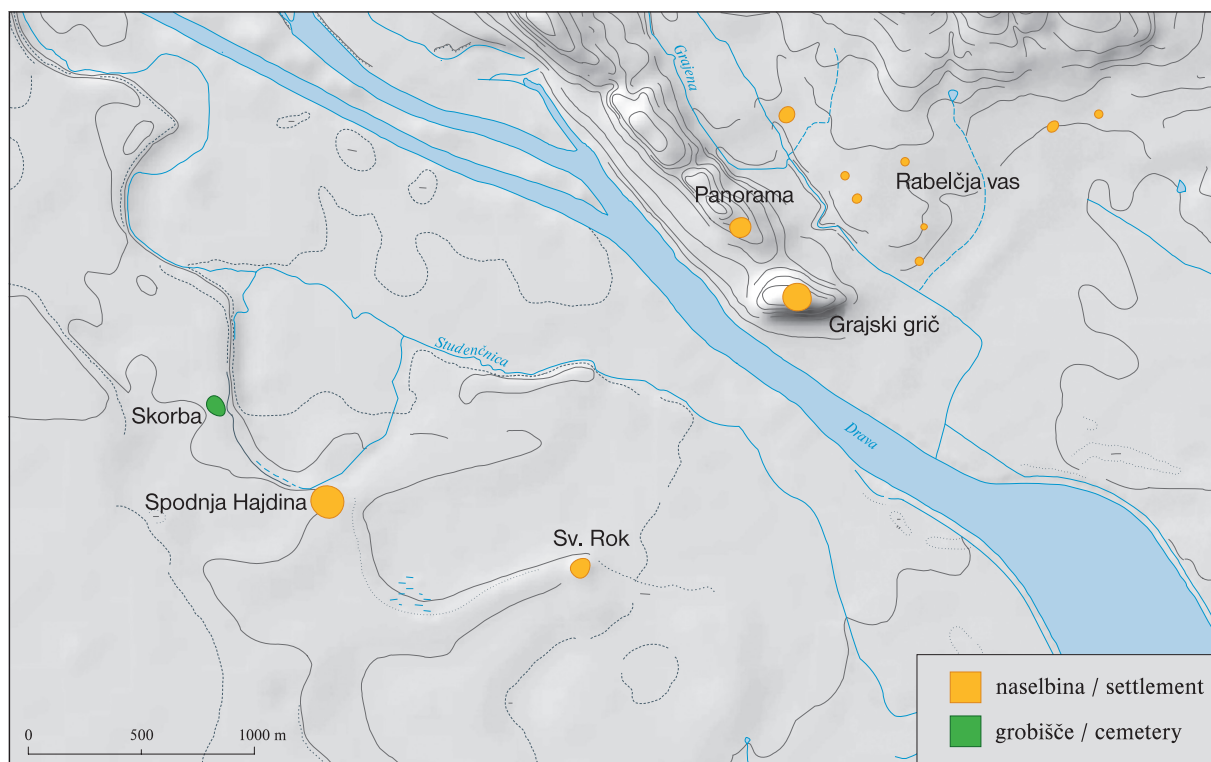 Grajena
Panorama
Rabelčja vas
Grajski grič
Studenčnica
Skorba
Drava
Spodnja Hajdina
Sv. Rok
naselbina / settlement
grobišče / cemetery
0 500 1000 m